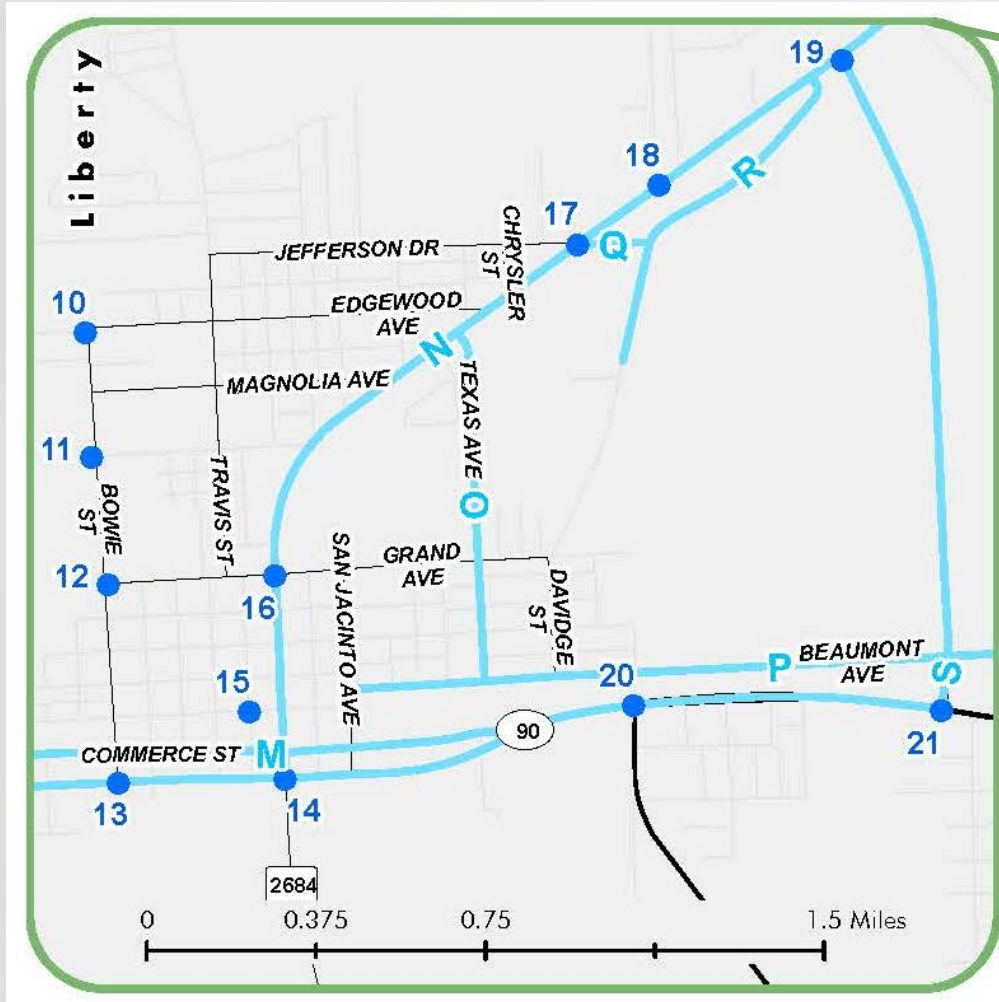 Liberty
19
18
R
17
CHRYSLER
ST
Q
JEFFERSON DR
10
EDGEWOOD
AVE
N
MAGNOLIA AVE
TEXAS AVE
11
BOWIE
ST
TRAVIS ST
O
SAN JACINTO AVE
GRAND
AVE
12
16
DAVIDGE
ST
15
20
P
BEAUMONT
AVE
S
90
COMMERCE ST
M
21
13
14
2684
0
0.375
0.75
1.5 Miles